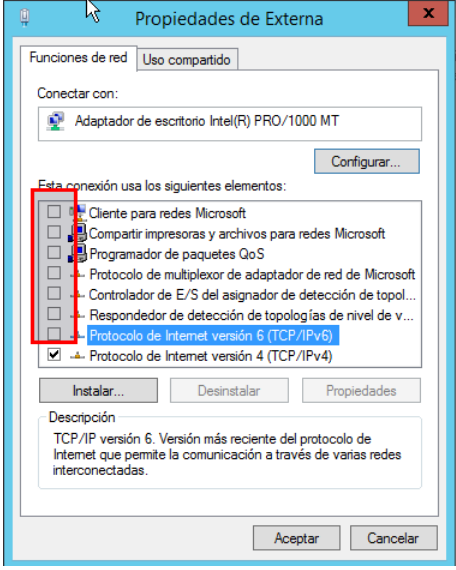 Propiedades de Externa
x
Funciones de red Uso compartido
Conectar con:
Adaptador de escritorio Intel(R) PRO/1000 MT
Configurar...
Esta conexión usa los siguientes elementos:
Cliente para redes Microsoft
Compartir impresoras y archivos para redes Microsoft
Programador de paquetes QoS
Protocolo de multiplexor de adaptador de red de Microsoft
Controlador de E/S del asignador de detección de topol...
Respondedor de detección de topologías de nivel de v...
Protocolo de Internet versión 6 (TCP/IPv6)
Protocolo de Internet versión 4 (TCP/IPv4)
Instalar... Desinstalar Propiedades
Descripción
TCP/IP versión 6. Versión más reciente del protocolo de
Internet que permite la comunicación a través de varias redes
interconectadas.
Aceptar Cancelar